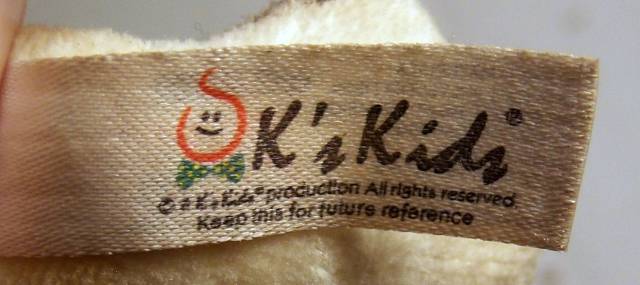 K's Kids®
© a K's Kids® production All rights reserved
Keep this for future reference